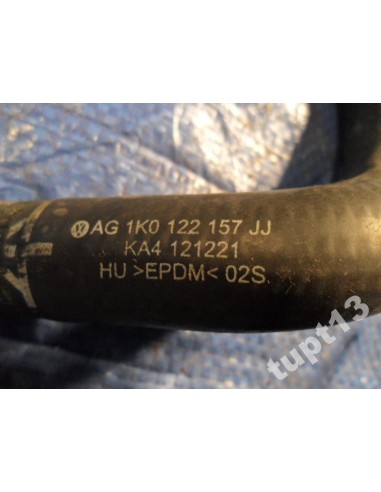 AG 1K0 122 157 JJ
KA4 121221
HU >EPDM< 02S
tupt13